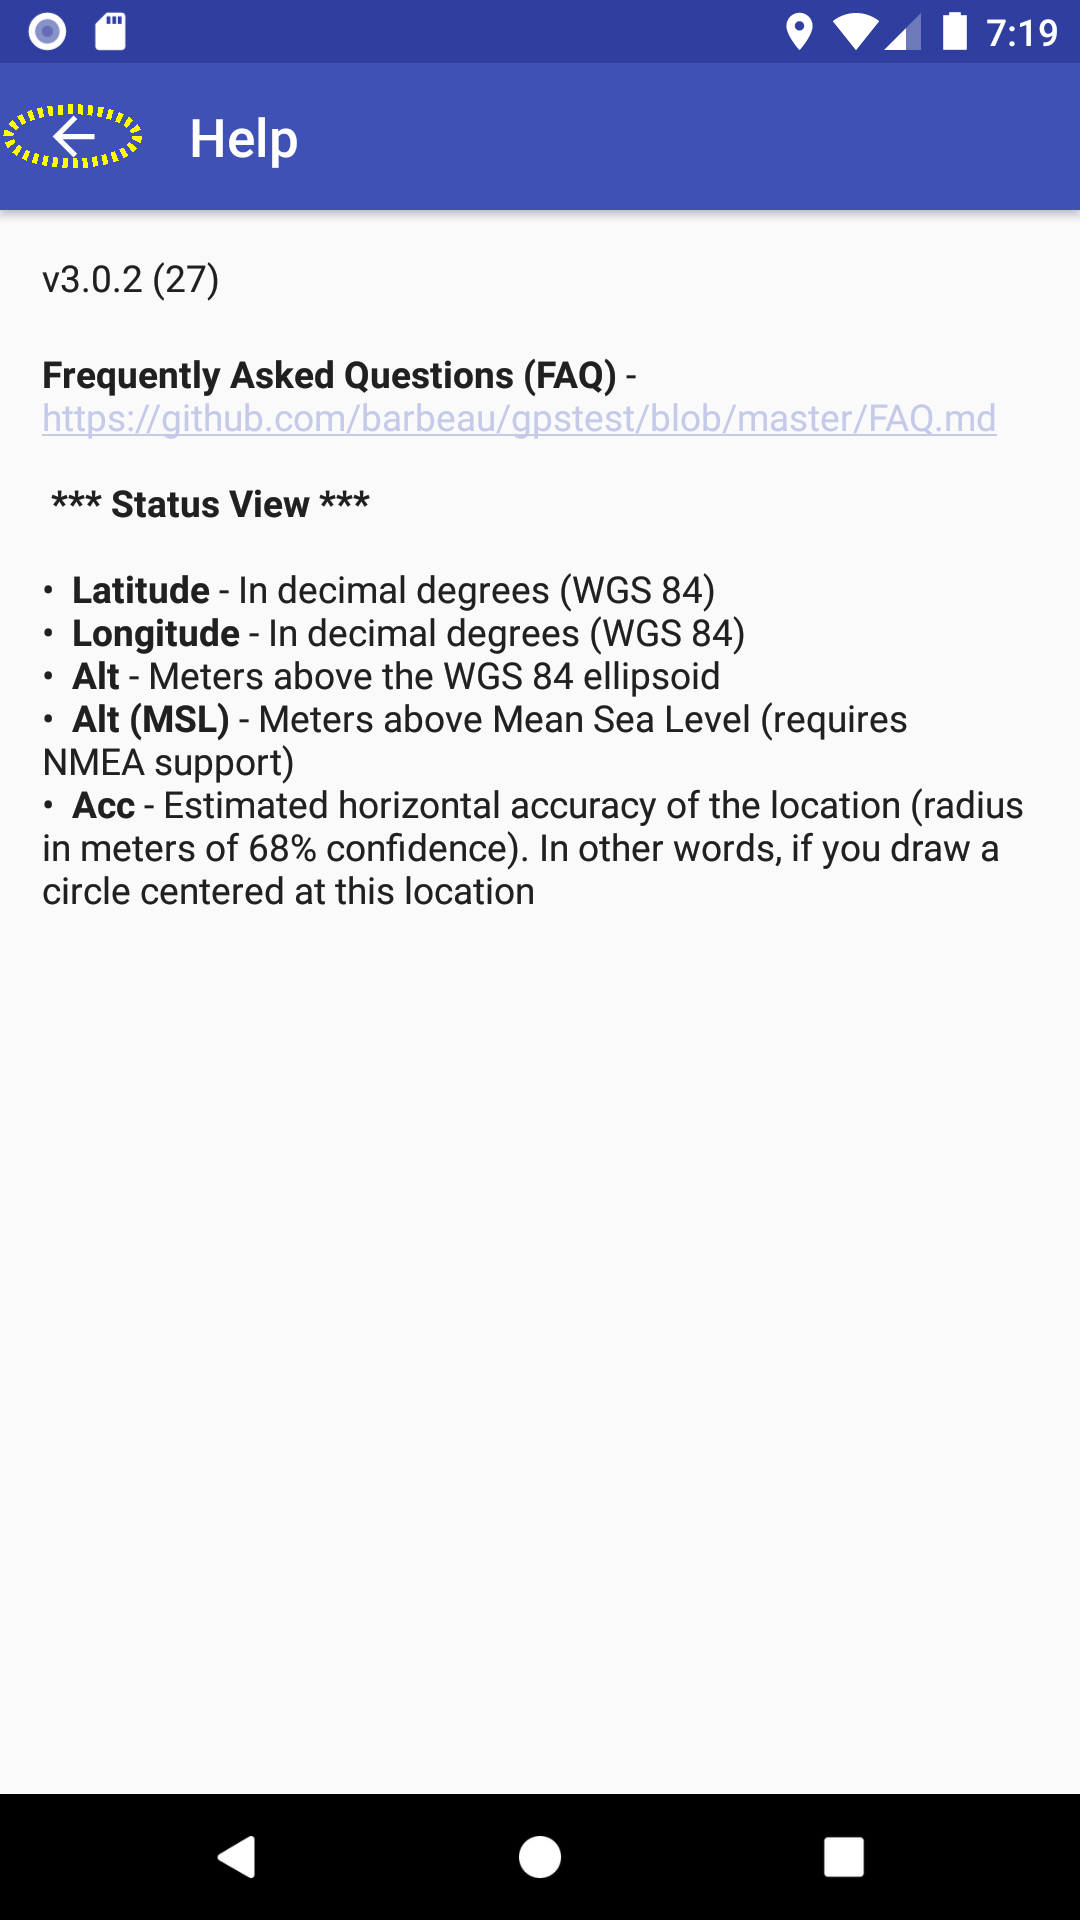 7:19
Help
v3.0.2 (27)
Frequently Asked Questions (FAQ) -
https://github.com/barbeau/gpstest/blob/master/FAQ.md
*** Status View ***
• Latitude - In decimal degrees (WGS 84)
• Longitude - In decimal degrees (WGS 84)
• Alt - Meters above the WGS 84 ellipsoid
• Alt (MSL) - Meters above Mean Sea Level (requires
NMEA support)
• Acc - Estimated horizontal accuracy of the location (radius
in meters of 68% confidence). In other words, if you draw a
circle centered at this location